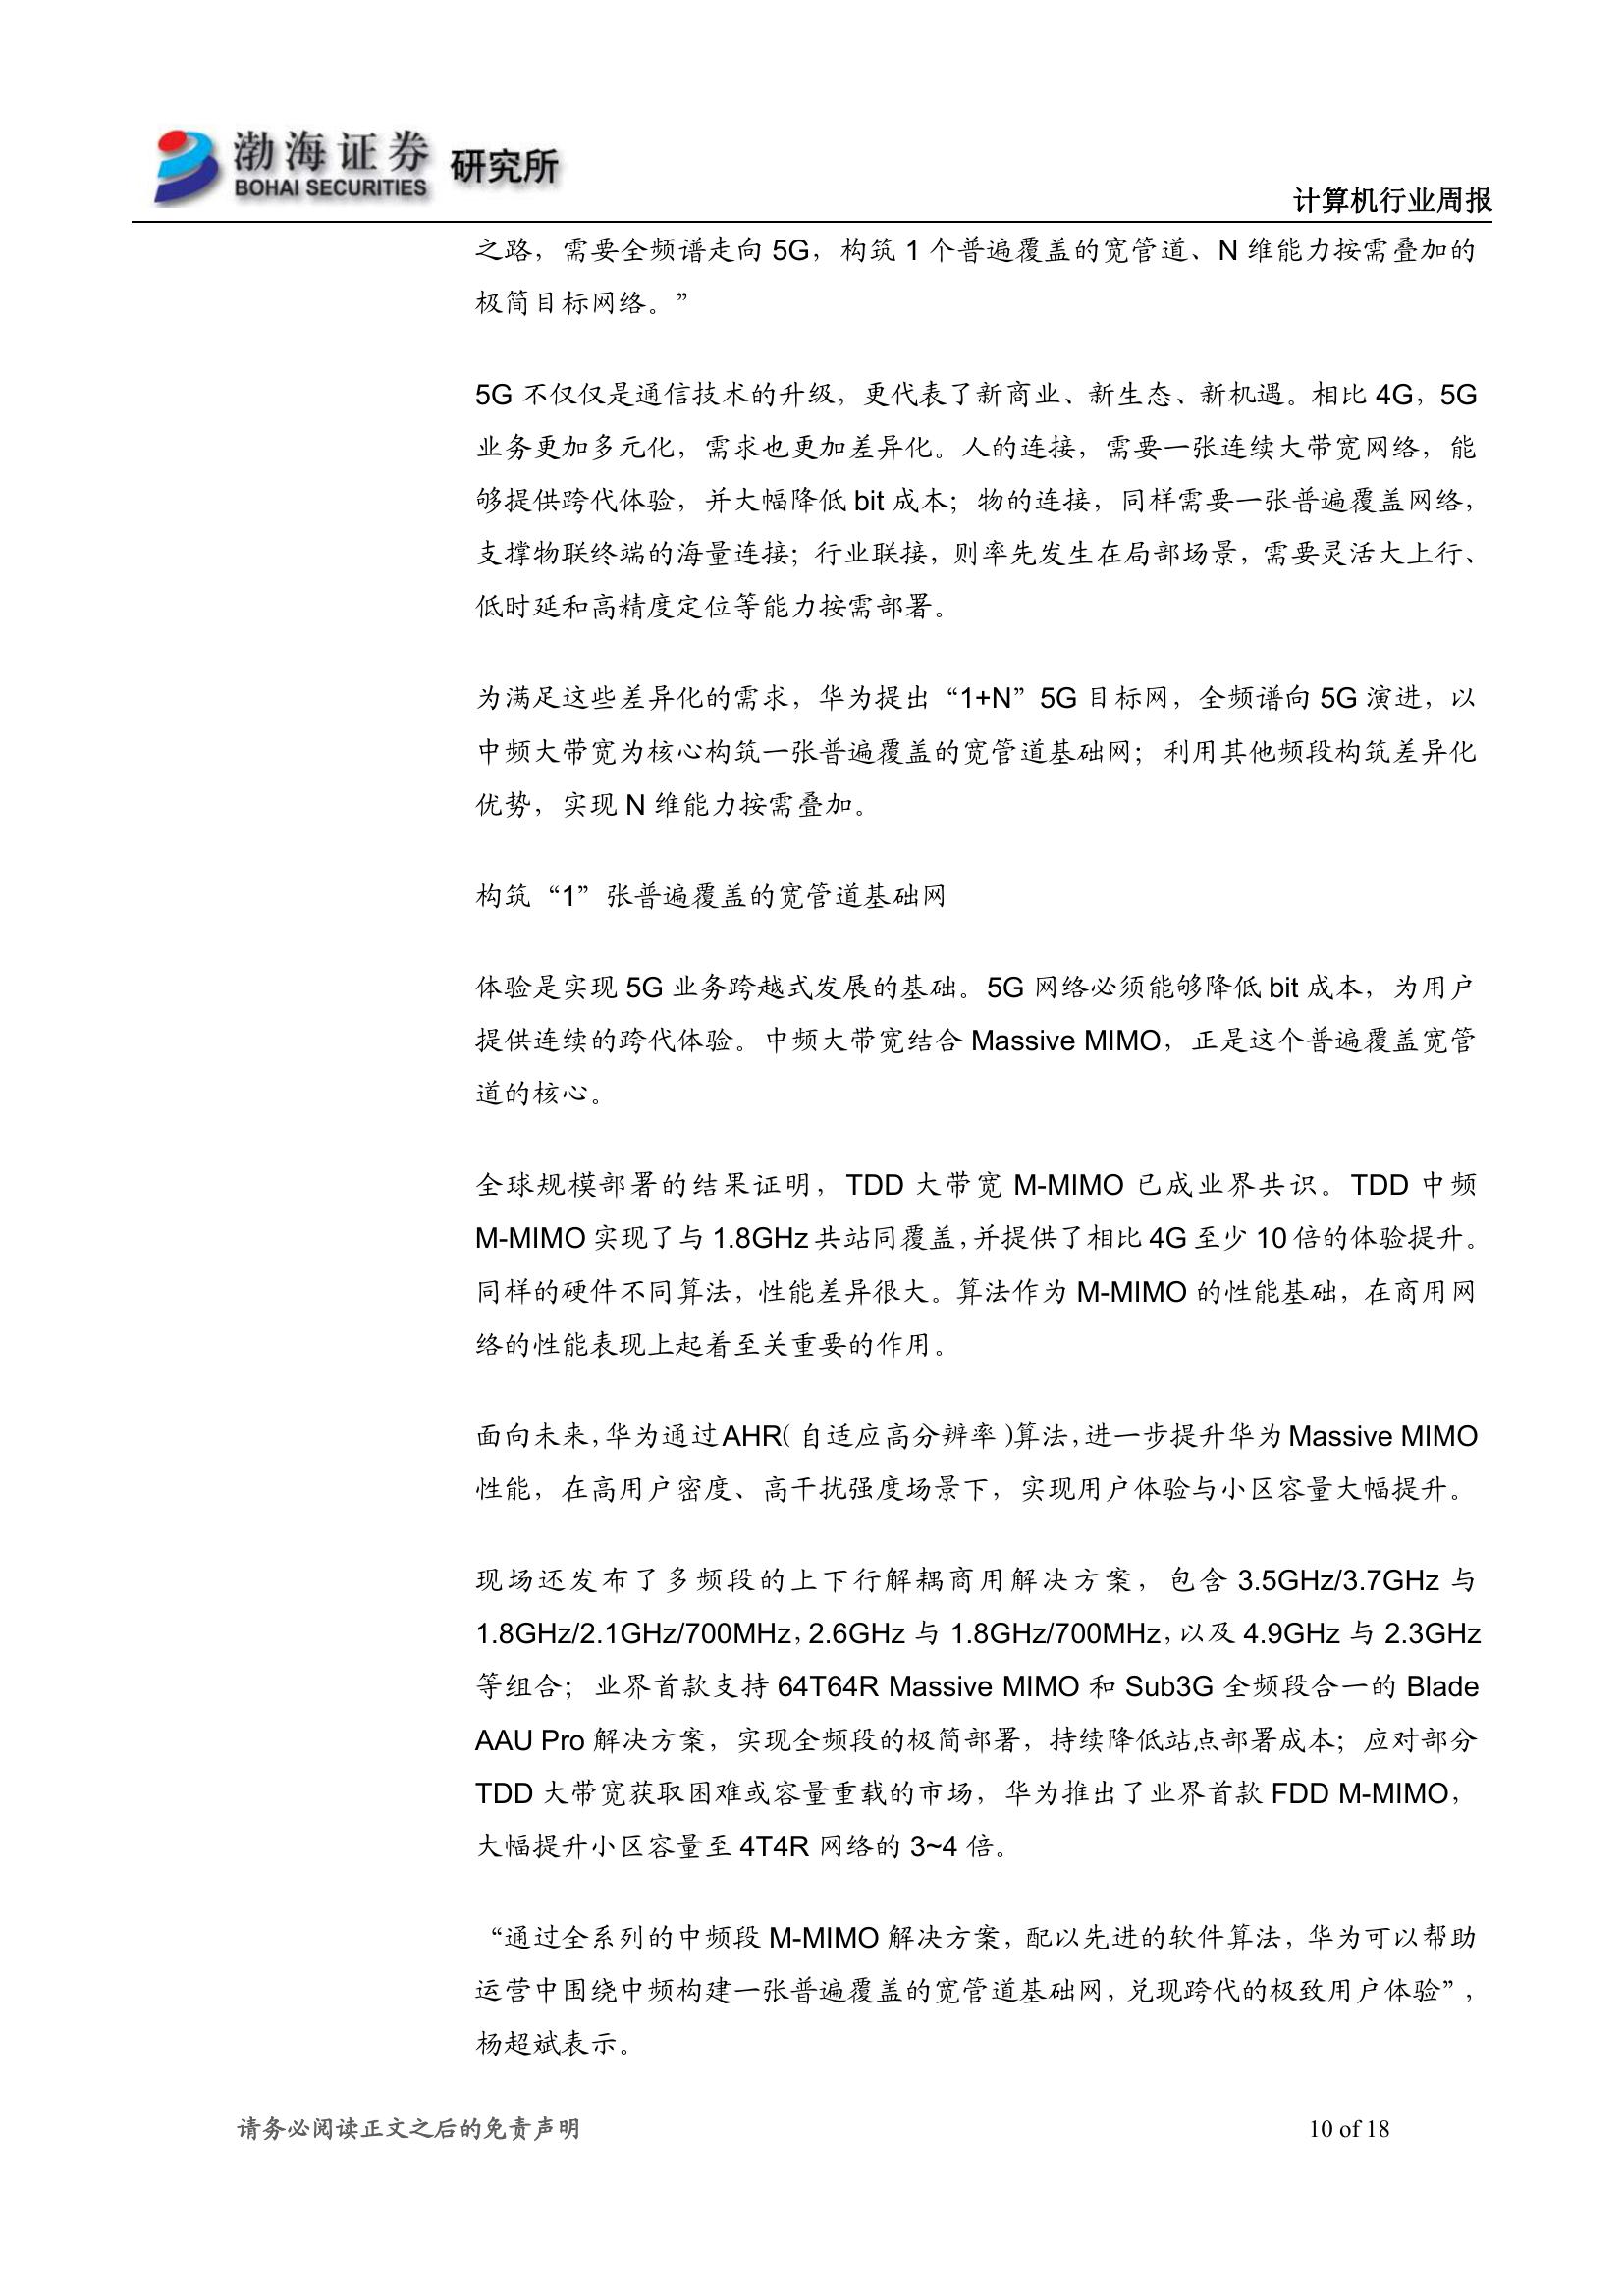 渤海证券 研究所
BOHAI SECURITIES
计算机行业周报
之路，需要全频谱走向 5G，构筑 1 个普遍覆盖的宽管道、N 维能力按需叠加的
极简目标网络。”
5G 不仅仅是通信技术的升级，更代表了新商业、新生态、新机遇。相比 4G，5G
业务更加多元化，需求也更加差异化。人的连接，需要一张连续大带宽网络，能
够提供跨代体验，并大幅降低 bit 成本；物的连接，同样需要一张普遍覆盖网络，
支撑物联终端的海量连接；行业联接，则率先发生在局部场景，需要灵活大上行、
低时延和高精度定位等能力按需部署。
为满足这些差异化的需求，华为提出“1+N”5G 目标网，全频谱向 5G 演进，以
中频大带宽为核心构筑一张普遍覆盖的宽管道基础网；利用其他频段构筑差异化
优势，实现 N 维能力按需叠加。
构筑“1”张普遍覆盖的宽管道基础网
体验是实现 5G 业务跨越式发展的基础。5G 网络必须能够降低 bit 成本，为用户
提供连续的跨代体验。中频大带宽结合 Massive MIMO，正是这个普遍覆盖宽管
道的核心。
全球规模部署的结果证明，TDD 大带宽 M-MIMO 已成业界共识。TDD 中频
M-MIMO 实现了与 1.8GHz 共站同覆盖，并提供了相比 4G 至少 10 倍的体验提升。
同样的硬件不同算法，性能差异很大。算法作为 M-MIMO 的性能基础，在商用网
络的性能表现上起着至关重要的作用。
面向未来，华为通过 AHR（自适应高分辨率）算法，进一步提升华为 Massive MIMO
性能，在高用户密度、高干扰强度场景下，实现用户体验与小区容量大幅提升。
现场还发布了多频段的上下行解耦商用解决方案，包含 3.5GHz/3.7GHz 与
1.8GHz/2.1GHz/700MHz，2.6GHz 与 1.8GHz/700MHz，以及 4.9GHz 与 2.3GHz
等组合；业界首款支持 64T64R Massive MIMO 和 Sub3G 全频段合一的 Blade
AAU Pro 解决方案，实现全频段的极简部署，持续降低站点部署成本；应对部分
TDD 大带宽获取困难或容量重载的市场，华为推出了业界首款 FDD M-MIMO，
大幅提升小区容量至 4T4R 网络的 3~4 倍。
“通过全系列的中频段 M-MIMO 解决方案，配以先进的软件算法，华为可以帮助
运营中围绕中频构建一张普遍覆盖的宽管道基础网，兑现跨代的极致用户体验”，
杨超斌表示。
请务必阅读正文之后的免责声明
10 of 18